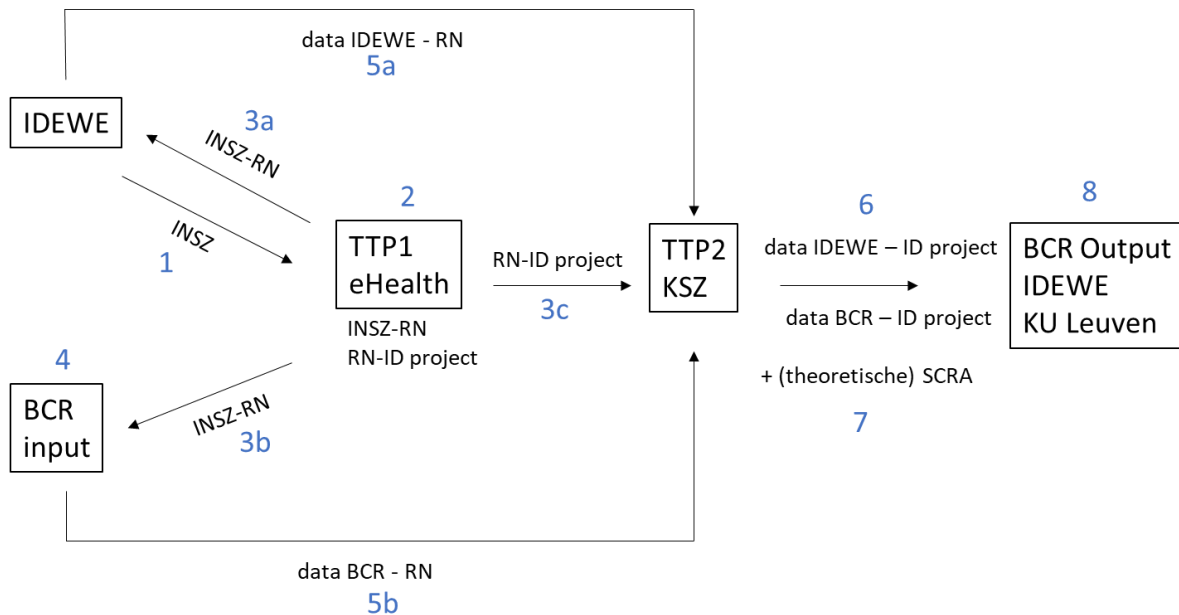 data IDEWE - RN
5a
IDEWE
3a
INSZ-RN
INSZ
1
2
TTP1
eHealth
INSZ-RN
RN-ID project
RN-ID project
3c
TTP2
KSZ
6
data IDEWE – ID project
data BCR – ID project
+ (theoretische) SCRA
7
8
BCR Output
IDEWE
KU Leuven
4
BCR
input
INSZ-RN
3b
data BCR - RN
5b